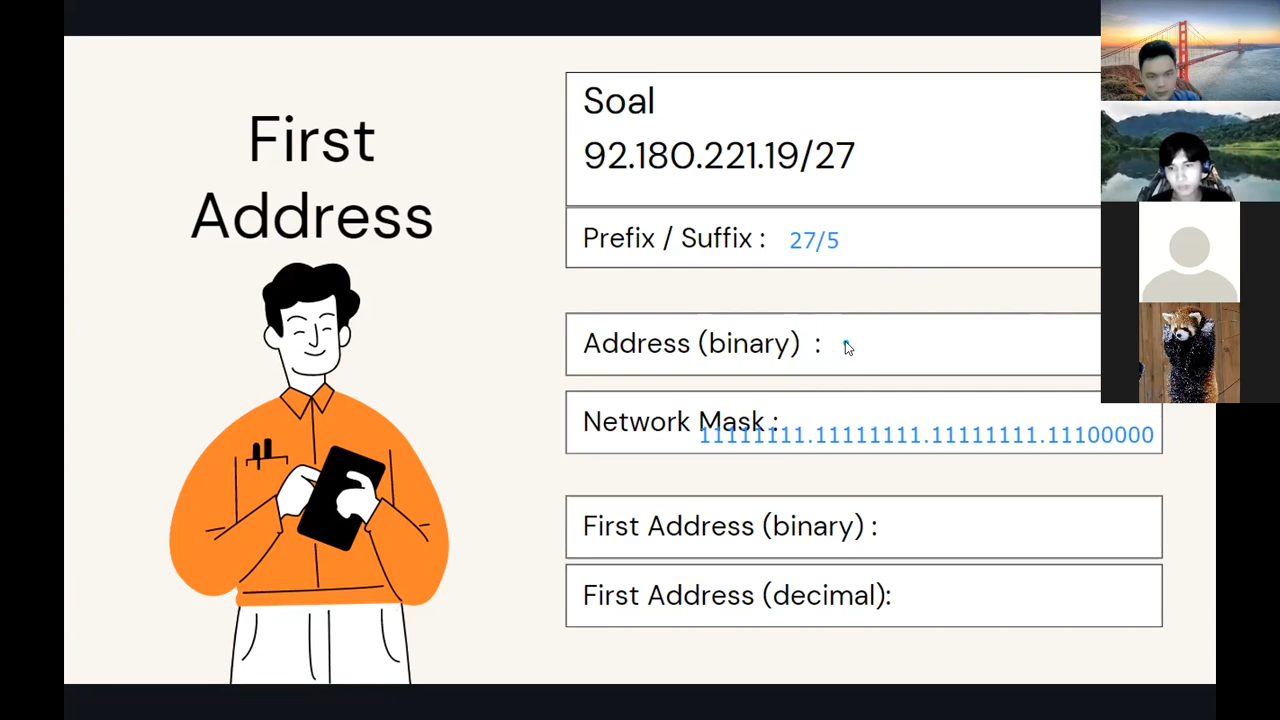 First
Address
Soal
92.180.221.19/27
Prefix / Suffix : 27/5
Address (binary) :
Network Mask :
11111111.11111111.11111111.11100000
First Address (binary) :
First Address (decimal):